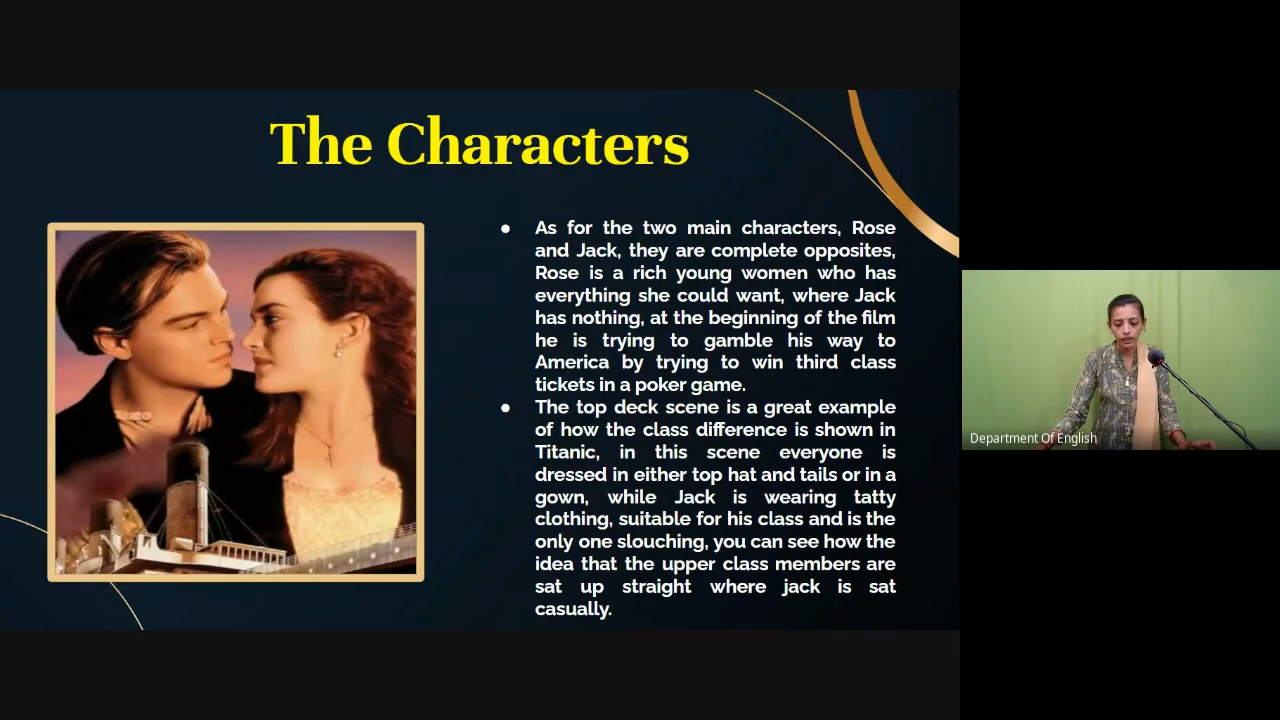 The Characters
● As for the two main characters, Rose
and Jack, they are complete opposites,
Rose is a rich young women who has
everything she could want, where Jack
has nothing, at the beginning of the film
he is trying to gamble his way to
America by trying to win third class
tickets in a poker game.
● The top deck scene is a great example
of how the class difference is shown in
Titanic, in this scene everyone is
dressed in either top hat and tails or in a
gown, while Jack is wearing tatty
clothing, suitable for his class and is the
only one slouching, you can see how the
idea that the upper class members are
sat up straight where jack is sat
casually.
Department Of English